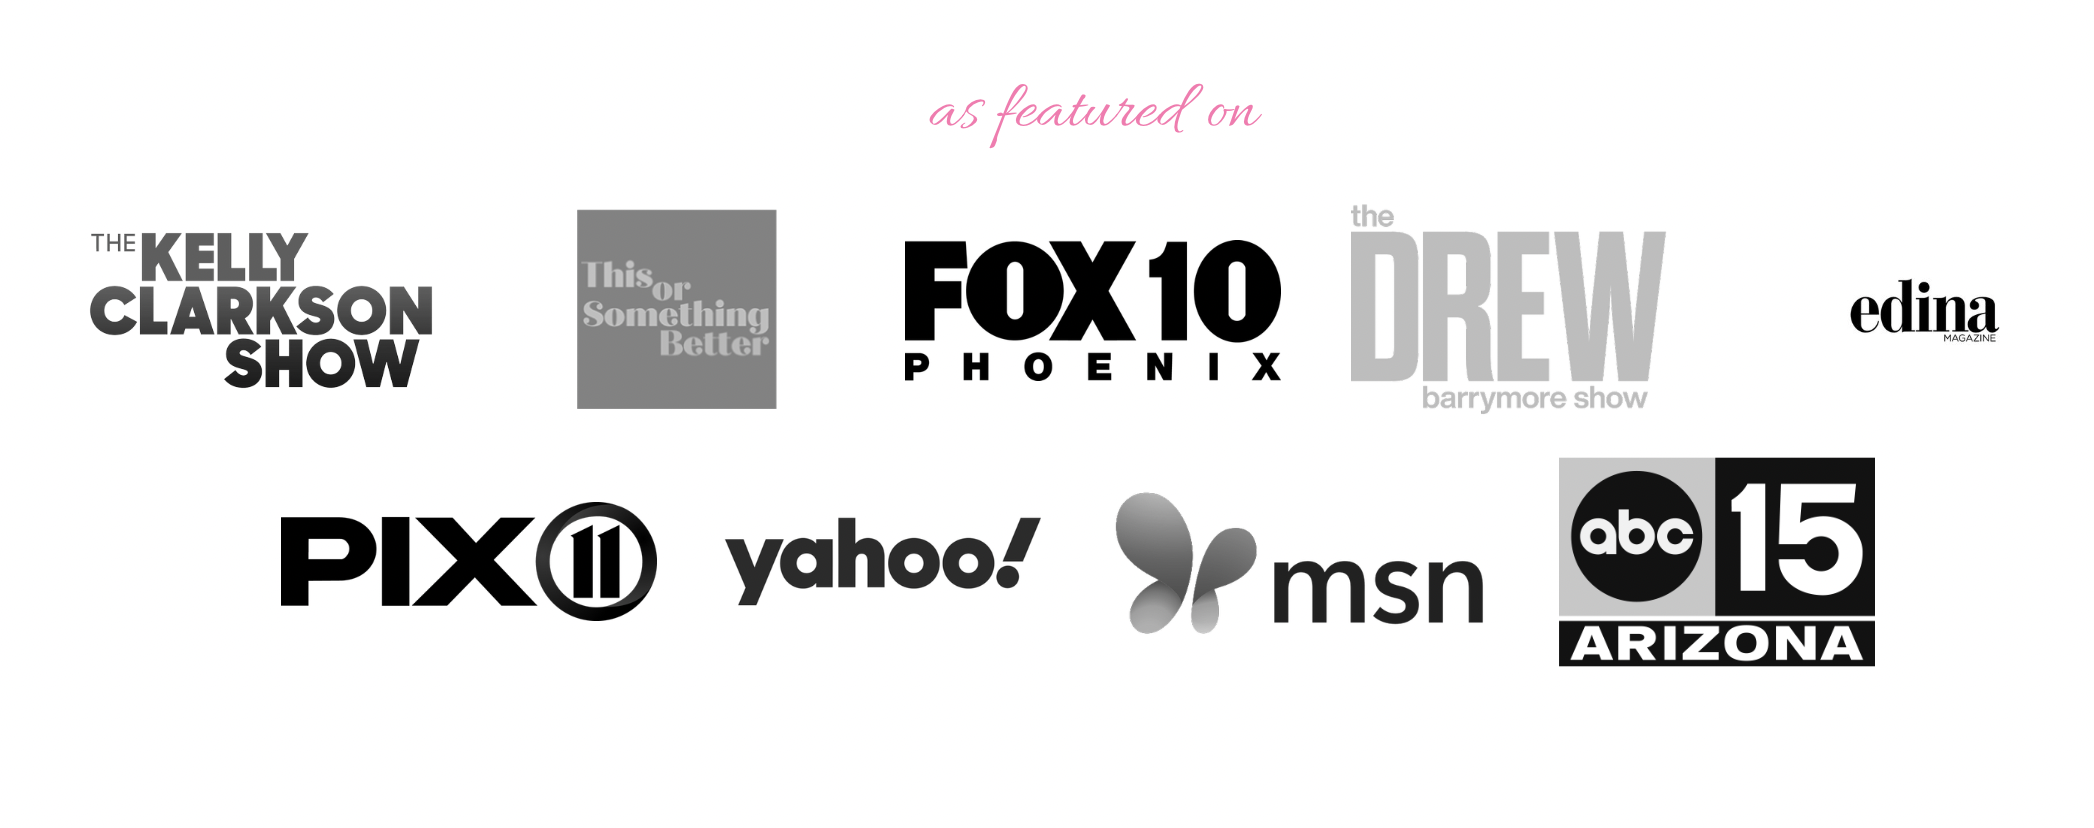 as featured on
THE KELLY
CLARKSON
SHOW
This
or
Something
Better
FOX 10
PHOENIX
the
DREW
barrymore show
edina
MAGAZINE
PIX 11
yahoo!
msn
abc 15
ARIZONA